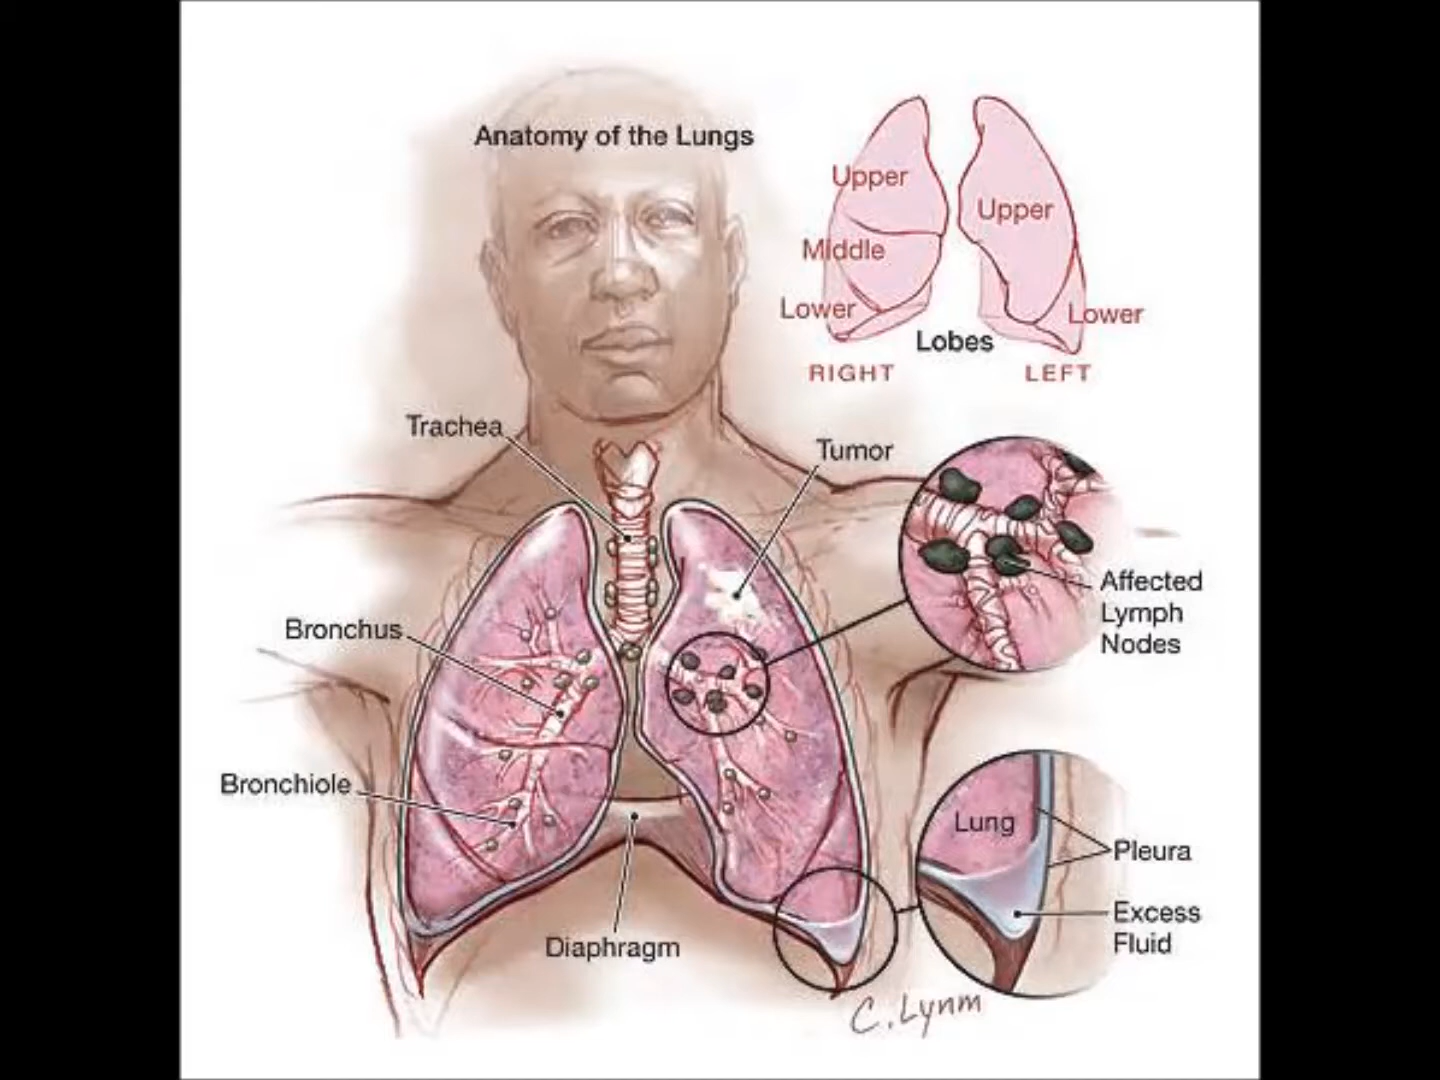 Anatomy of the Lungs
Upper
Upper
Middle
Lower
Lower
Lobes
RIGHT
LEFT
Trachea
Tumor
Affected
Lymph
Nodes
Bronchus
Bronchiole
Lung
Pleura
Excess
Fluid
Diaphragm
C. Lynm